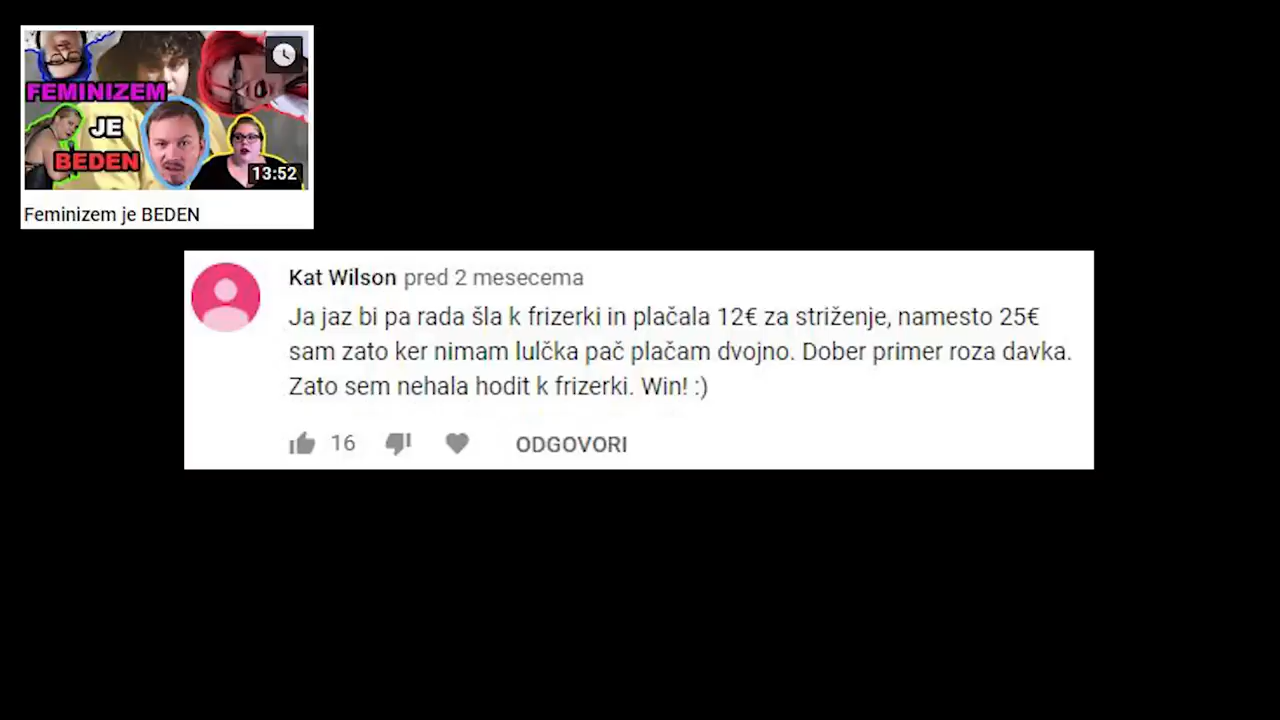 FEMINIZEM
JE
BEDEN
13:52
Feminizem je BEDEN
Kat Wilson pred 2 mesecema
Ja jaz bi pa rada šla k frizerki in plačala 12€ za striženje, namesto 25€
sam zato ker nimam lulčka pač plačam dvojno. Dober primer roza davka.
Zato sem nehala hodit k frizerki. Win! :)
16
ODGOVORI